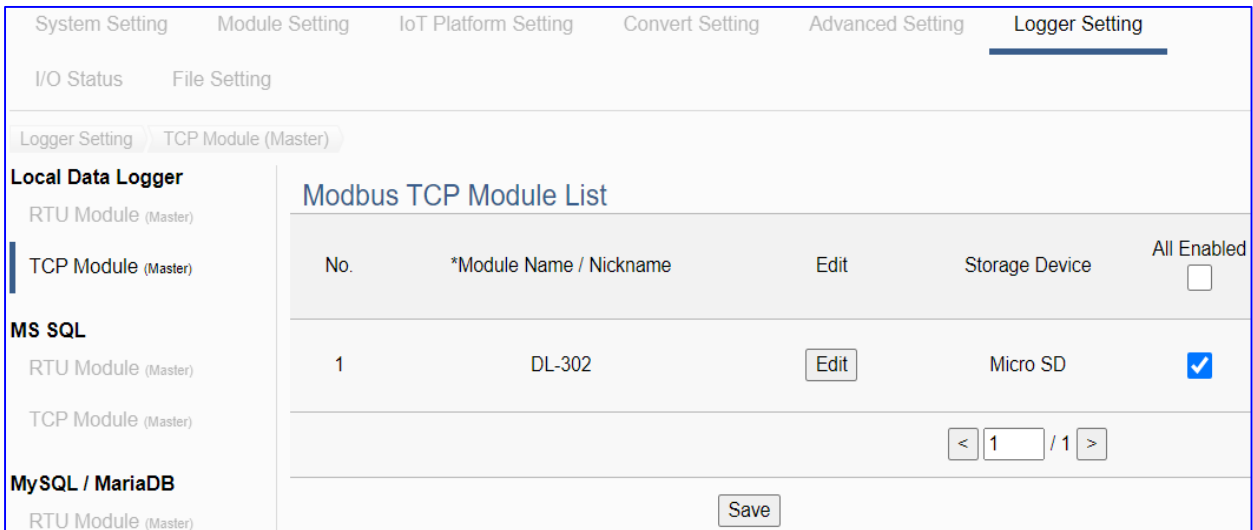 System Setting Module Setting IoT Platform Setting Convert Setting Advanced Setting Logger Setting
I/O Status File Setting
Logger Setting TCP Module (Master)
Local Data Logger
RTU Module (Master)
TCP Module (Master)
MS SQL
RTU Module (Master)
TCP Module (Master)
MySQL / MariaDB
RTU Module (Master)
Modbus TCP Module List
No. *Module Name / Nickname Edit Storage Device All Enabled
1 DL-302 Edit Micro SD
< 1 / 1 >
Save